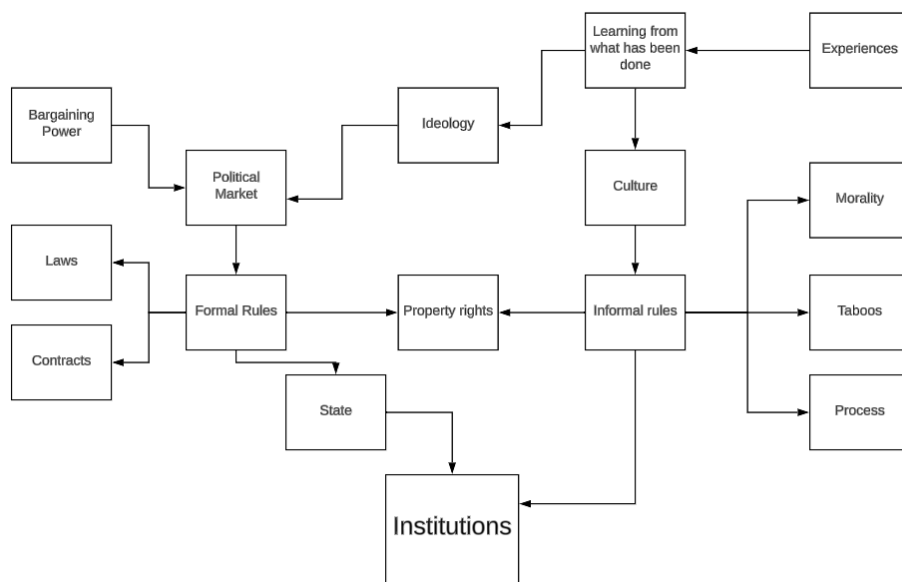 Learning from
what has been
done
Experiences
Bargaining
Power
Ideology
Political
Market
Culture
Morality
Laws
Formal Rules
Property rights
Informal rules
Taboos
Contracts
State
Process
Institutions